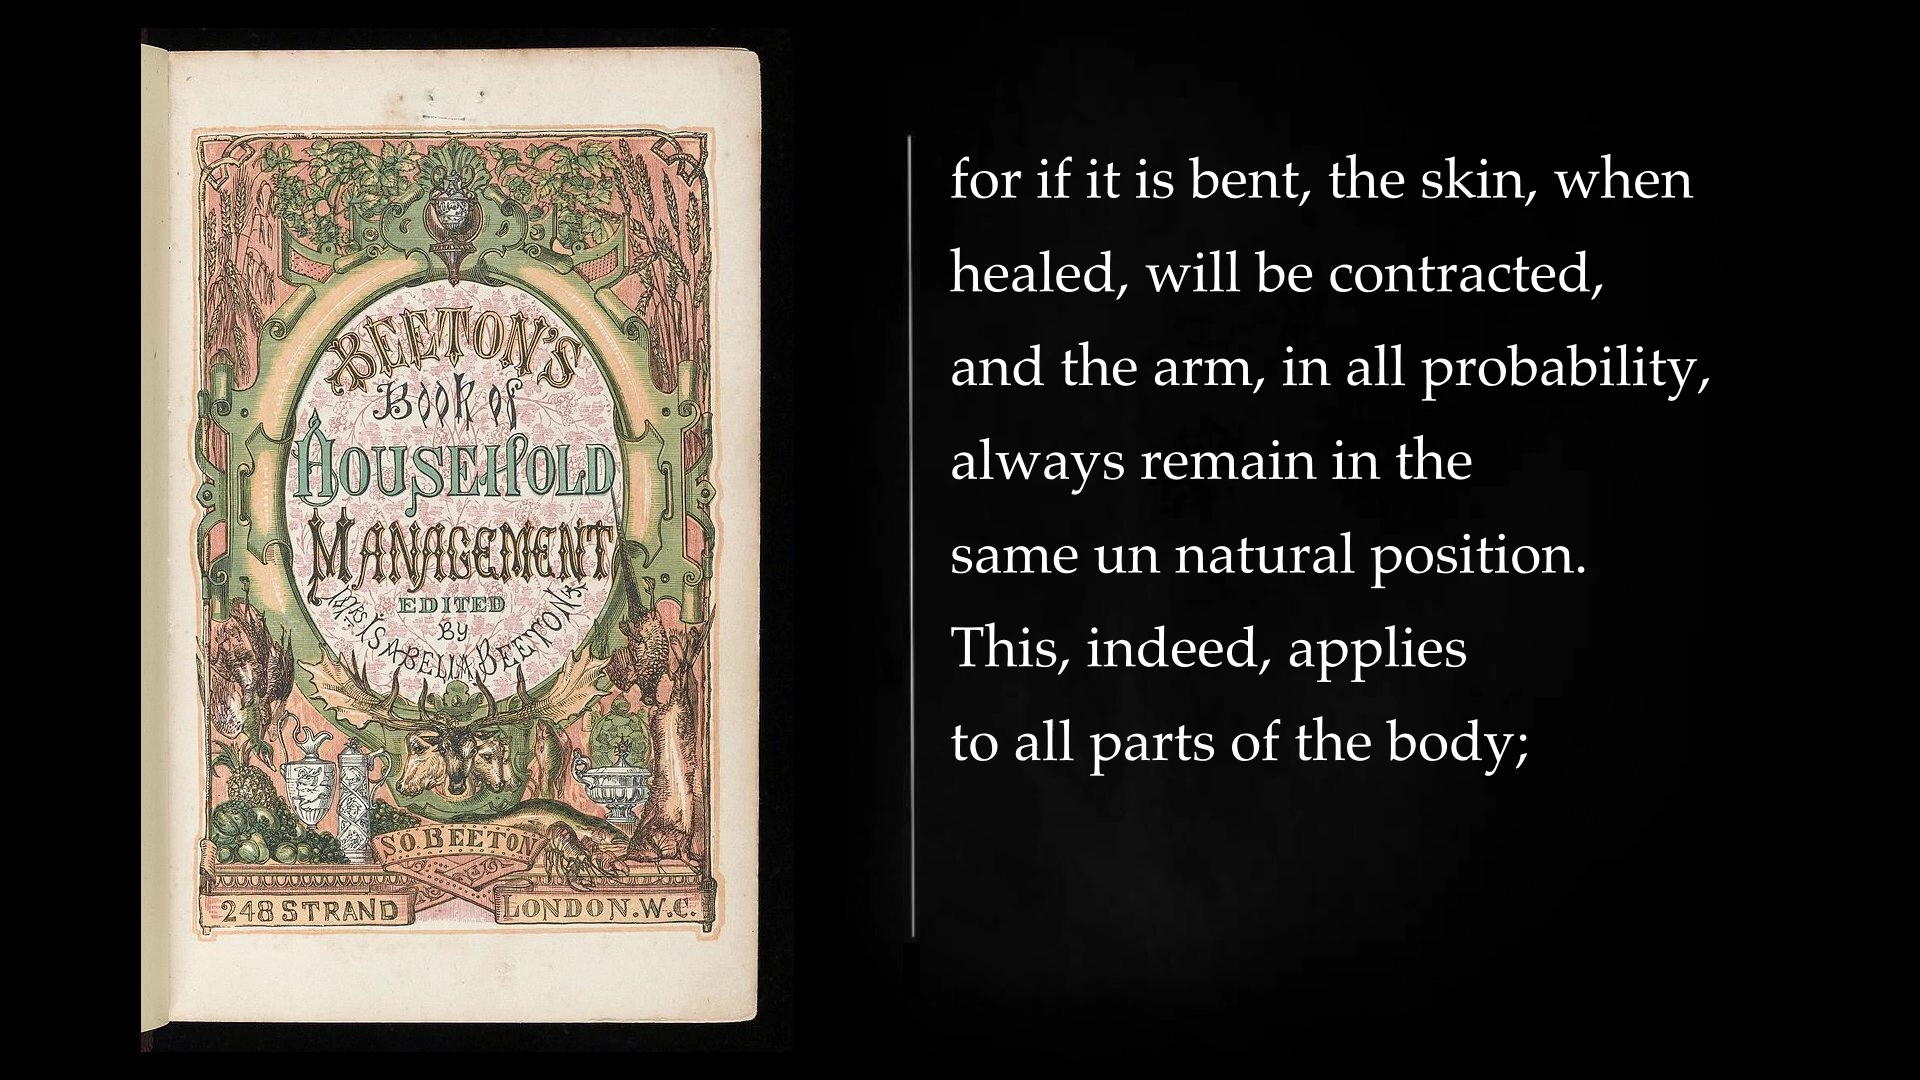 BEETON'S
Book of
HOUSEHOLD
MANAGEMENT
EDITED
BY
MRS ISABELLA BEETON
S.O. BEETON
248 STRAND
LONDON. W.C.
for if it is bent, the skin, when
healed, will be contracted,
and the arm, in all probability,
always remain in the
same un natural position.
This, indeed, applies
to all parts of the body;